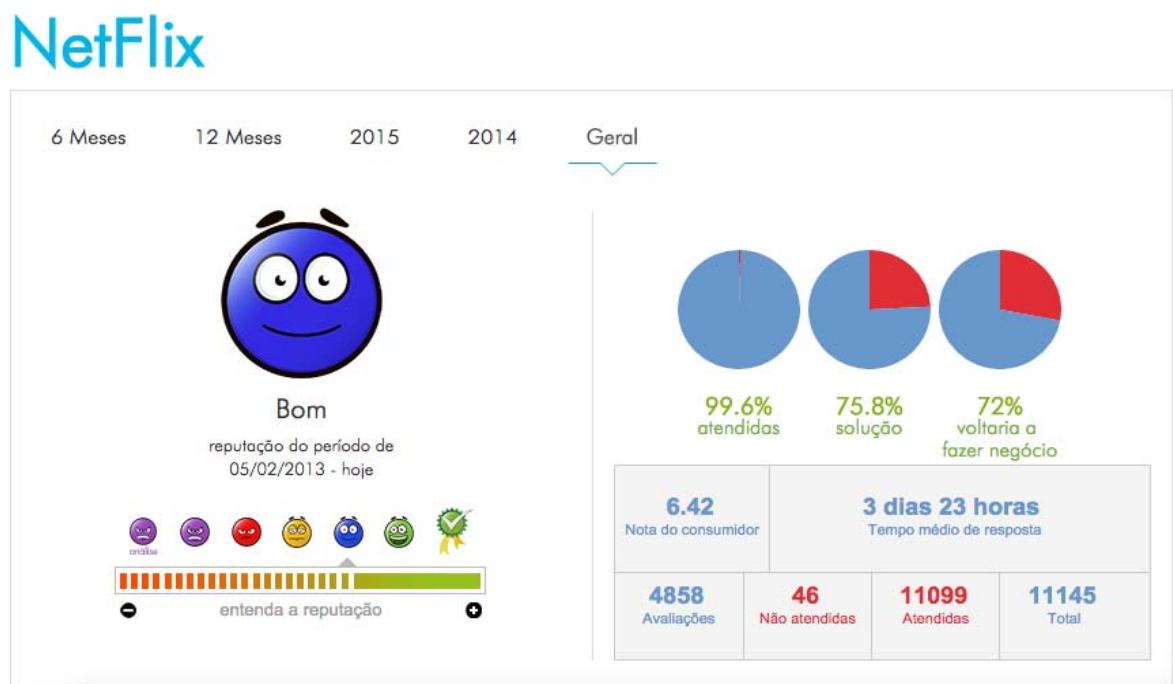 NetFlix
6 Meses
12 Meses
2015
2014
Geral
Bom
reputação do período de
05/02/2013 - hoje
análise
entenda a reputação
99.6%
atendidas
75.8%
solução
72%
voltaria a
fazer negócio
6.42
Nota do consumidor
3 dias 23 horas
Tempo médio de resposta
4858
Avaliações
46
Não atendidas
11099
Atendidas
11145
Total